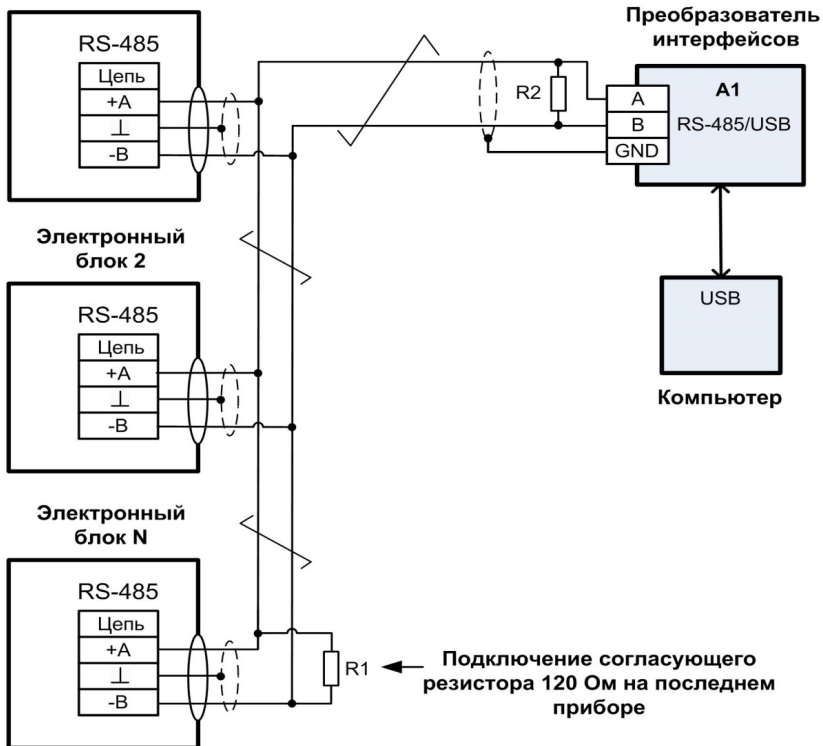 Преобразователь
интерфейсов
RS-485
Цепь
+A
⊥
-B
R2
A
B
GND
A1
RS-485/USB
Электронный
блок 2
RS-485
Цепь
+A
⊥
-B
USB
Компьютер
Электронный
блок N
RS-485
Цепь
+A
⊥
-B
R1
Подключение согласующего
резистора 120 Ом на последнем
приборе